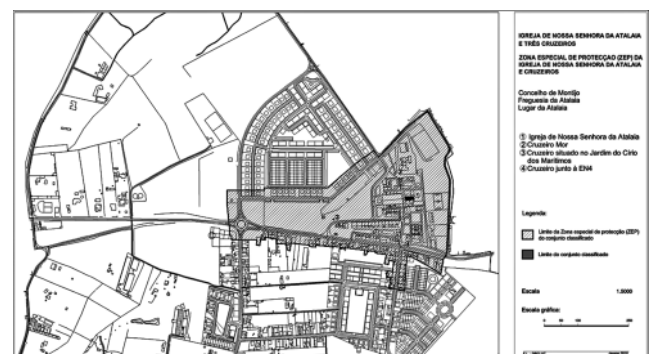 IGREJA DE NOSSA SENHORA DA ATALAIA
E TRÊS CRUZEIROS
ZONA ESPECIAL DE PROTECÇAO (ZEP) DA
IGREJA DE NOSSA SENHORA DA ATALAIA
E CRUZEIROS
Concelho de Montijo
Freguesia da Atalaia
Lugar da Atalaia
① Igreja de Nossa Senhora da Atalaia
② Cruzeiro Mor
③ Cruzeiro situado no Jardim do Círio
dos Marítimos
④ Cruzeiro junto à EN4
Legenda:
Limite da Zona especial de protecção (ZEP)
do conjunto classificado
Limite do conjunto classificado
Escala 1.5000
Escala gráfica: